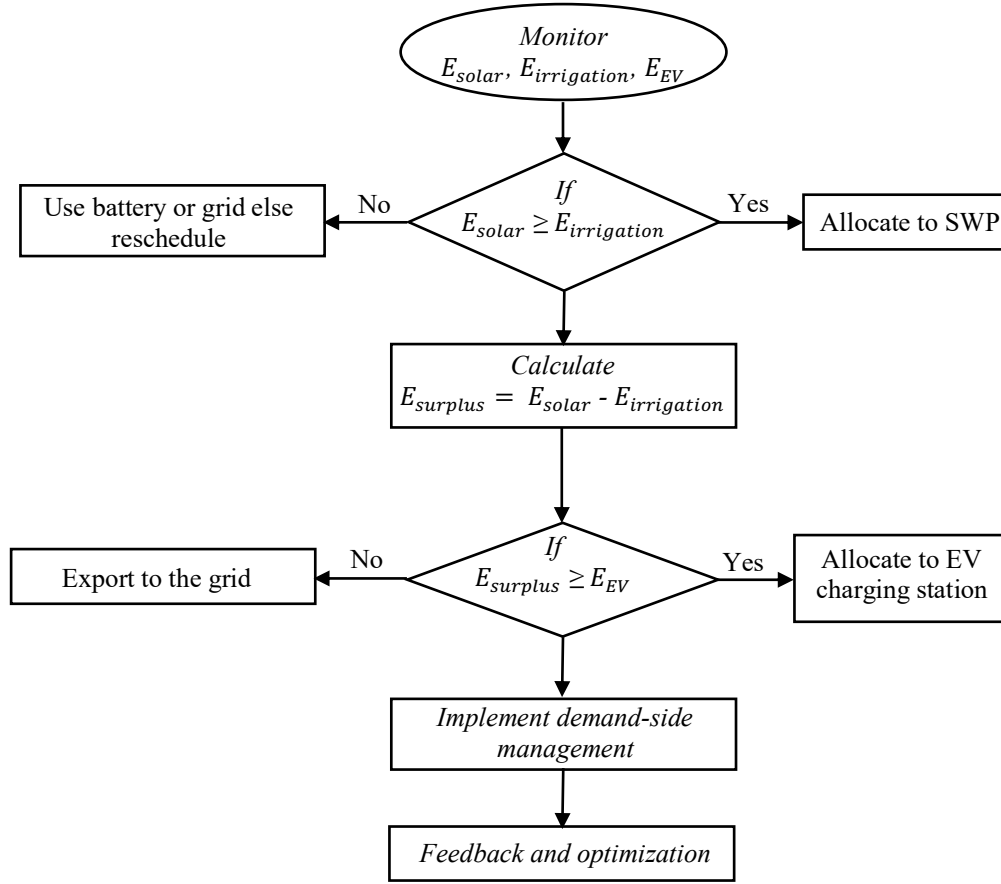 Monitor
E_solar, E_irrigation, E_EV
If
E_solar ≥ E_irrigation
No
Yes
Use battery or grid else
reschedule
Allocate to SWP
Calculate
E_surplus = E_solar - E_irrigation
If
E_surplus ≥ E_EV
No
Yes
Export to the grid
Allocate to EV
charging station
Implement demand-side
management
Feedback and optimization